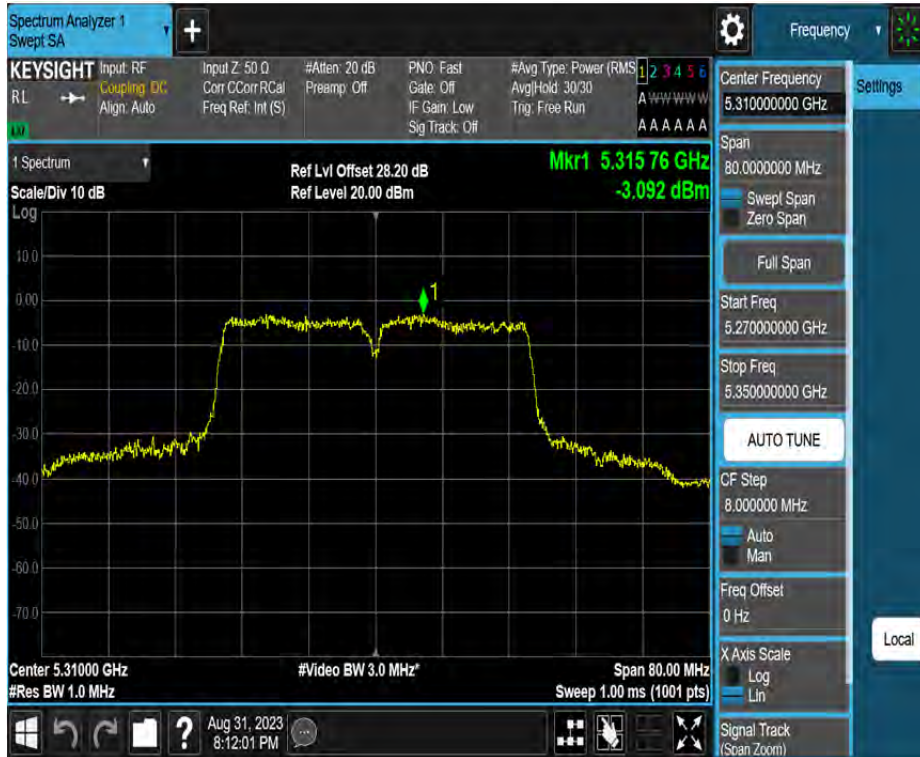 Spectrum Analyzer 1
Swept SA
+
Frequency
KEYSIGHT
RL
Input: RF
Coupling: DC
Align: Auto
Input Z: 50 Ω
Corr CCorr RCal
Freq Ref: Int (S)
#Atten: 20 dB
Preamp: Off
PNO: Fast
Gate: Off
IF Gain: Low
Sig Track: Off
#Avg Type: Power (RMS
Avg|Hold: 30/30
Trig: Free Run
1 2 3 4 5 6
A W W W W W
A A A A A A
Center Frequency
5.310000000 GHz
Settings
Span
80.0000000 MHz
Swept Span
Zero Span
Full Span
Start Freq
5.270000000 GHz
Stop Freq
5.350000000 GHz
AUTO TUNE
CF Step
8.000000 MHz
Auto
Man
Freq Offset
0 Hz
X Axis Scale
Log
Lin
Signal Track
(Span Zoom)
Local
1 Spectrum
Scale/Div 10 dB
Log
Ref Lvl Offset 28.20 dB
Ref Level 20.00 dBm
Mkr1 5.315 76 GHz
-3.092 dBm
1
10.0
0.00
-10.0
-20.0
-30.0
-40.0
-50.0
-60.0
-70.0
Center 5.31000 GHz
#Res BW 1.0 MHz
#Video BW 3.0 MHz*
Span 80.00 MHz
Sweep 1.00 ms (1001 pts)
?
Aug 31, 2023
8:12:01 PM